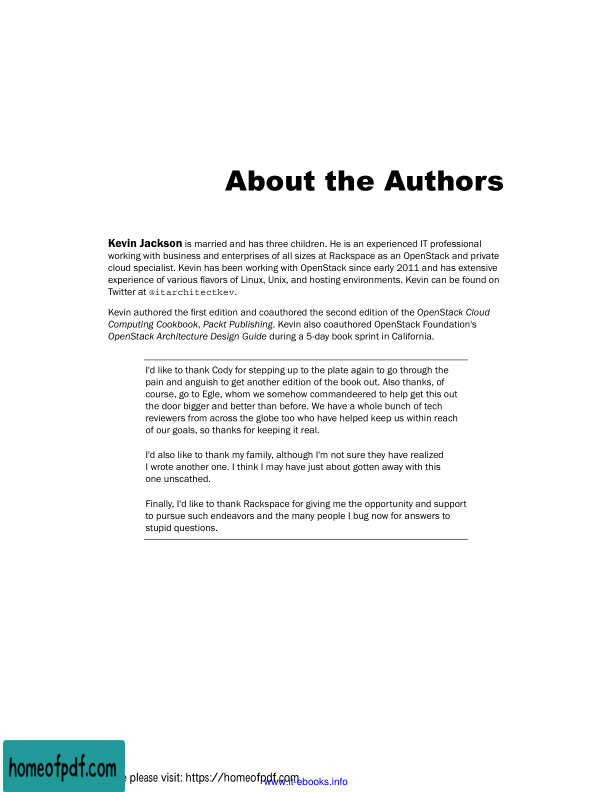 About the Authors
Kevin Jackson is married and has three children. He is an experienced IT professional
working with business and enterprises of all sizes at Rackspace as an OpenStack and private
cloud specialist. Kevin has been working with OpenStack since early 2011 and has extensive
experience of various flavors of Linux, Unix, and hosting environments. Kevin can be found on
Twitter at @itarchitectkev.
Kevin authored the first edition and coauthored the second edition of the OpenStack Cloud
Computing Cookbook, Packt Publishing. Kevin also coauthored OpenStack Foundation's
OpenStack Architecture Design Guide during a 5-day book sprint in California.
I'd like to thank Cody for stepping up to the plate again to go through the
pain and anguish to get another edition of the book out. Also thanks, of
course, go to Egle, whom we somehow commandeered to help get this out
the door bigger and better than before. We have a whole bunch of tech
reviewers from across the globe too who have helped keep us within reach
of our goals, so thanks for keeping it real.
I'd also like to thank my family, although I'm not sure they have realized
I wrote another one. I think I may have just about gotten away with this
one unscathed.
Finally, I'd like to thank Rackspace for giving me the opportunity and support
to pursue such endeavors and the many people I bug now for answers to
stupid questions.
homeofpdf.com
please visit: https://homeofpdf.com
www.it-ebooks.info